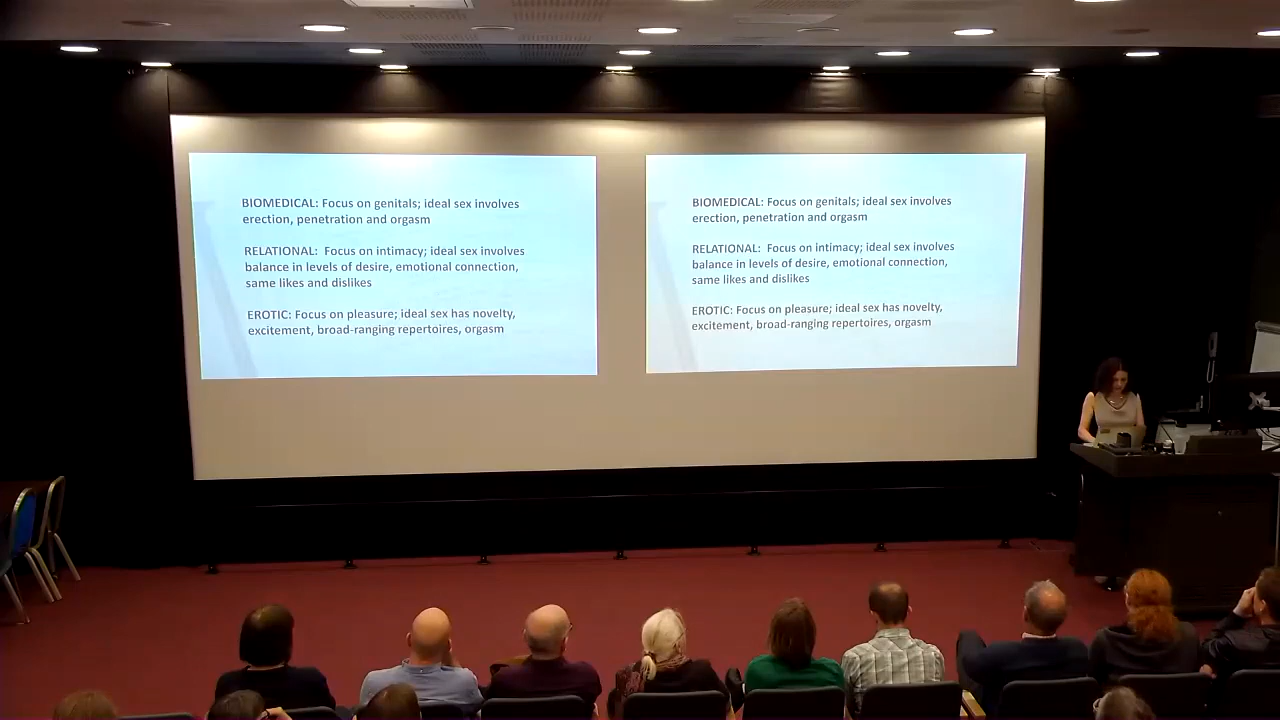 BIOMEDICAL: Focus on genitals; ideal sex involves
erection, penetration and orgasm
RELATIONAL:  Focus on intimacy; ideal sex involves
balance in levels of desire, emotional connection,
same likes and dislikes
EROTIC: Focus on pleasure; ideal sex has novelty,
excitement, broad-ranging repertoires, orgasm
BIOMEDICAL: Focus on genitals; ideal sex involves
erection, penetration and orgasm
RELATIONAL:  Focus on intimacy; ideal sex involves
balance in levels of desire, emotional connection,
same likes and dislikes
EROTIC: Focus on pleasure; ideal sex has novelty,
excitement, broad-ranging repertoires, orgasm